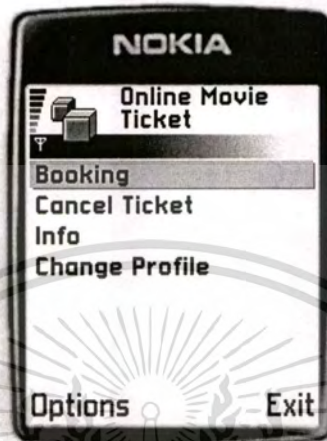 NOKIA
Online Movie
Ticket
Booking
Cancel Ticket
Info
Change Profile
Options Exit